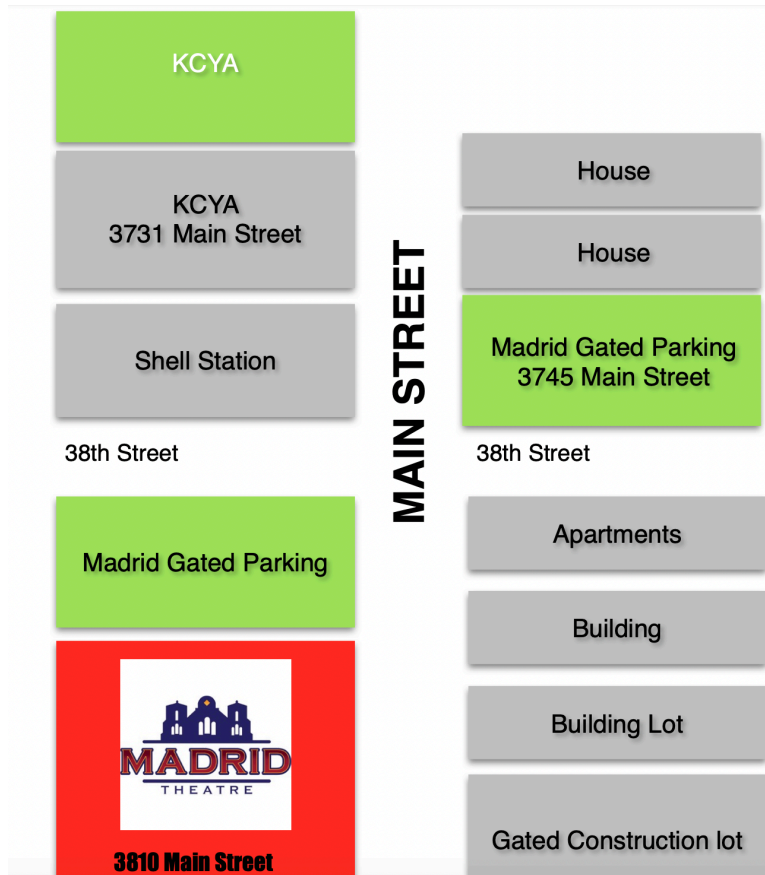 KCYA
KCYA
3731 Main Street
Shell Station
38th Street
Madrid Gated Parking
MADRID
THEATRE
3810 Main Street
MAIN STREET
House
House
Madrid Gated Parking
3745 Main Street
38th Street
Apartments
Building
Building Lot
Gated Construction lot